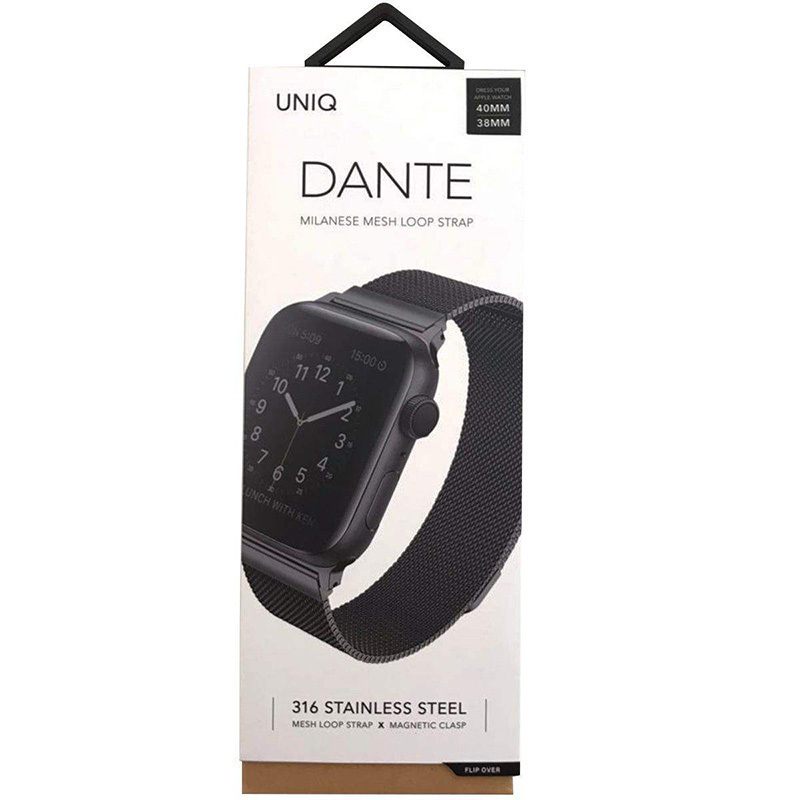 UNIQ
DRESS YOUR
APPLE WATCH
40MM
38MM
DANTE
MILANESE MESH LOOP STRAP
5:09
15:00
11 12 1
10 2
9 3
8 4
7 6 5
LUNCH WITH KEN
316 STAINLESS STEEL
MESH LOOP STRAP X MAGNETIC CLASP
FLIP OVER